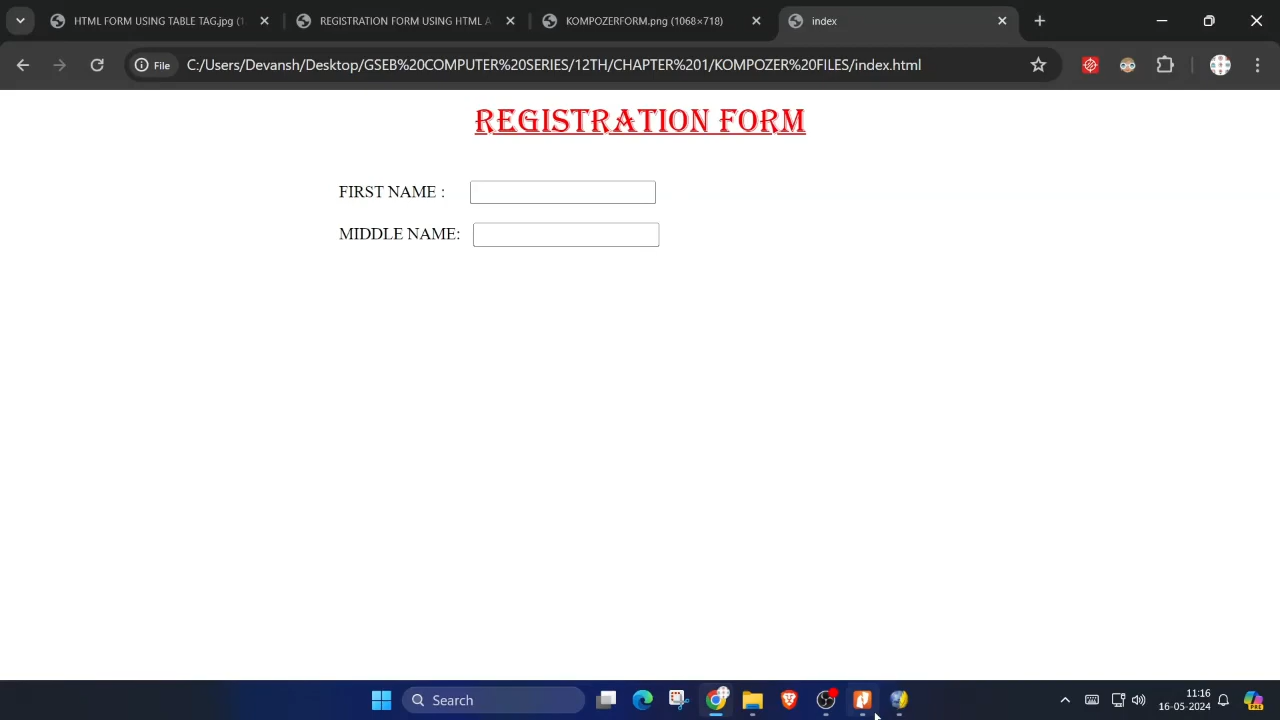 HTML FORM USING TABLE TAG.jpg (1.
REGISTRATION FORM USING HTML A
KOMPOZERFORM.png (1068×718)
index
File
C:/Users/Devansh/Desktop/GSEB%20COMPUTER%20SERIES/12TH/CHAPTER%201/KOMPOZER%20FILES/index.html
REGISTRATION FORM
FIRST NAME :
MIDDLE NAME:
Search
11:16
16-05-2024